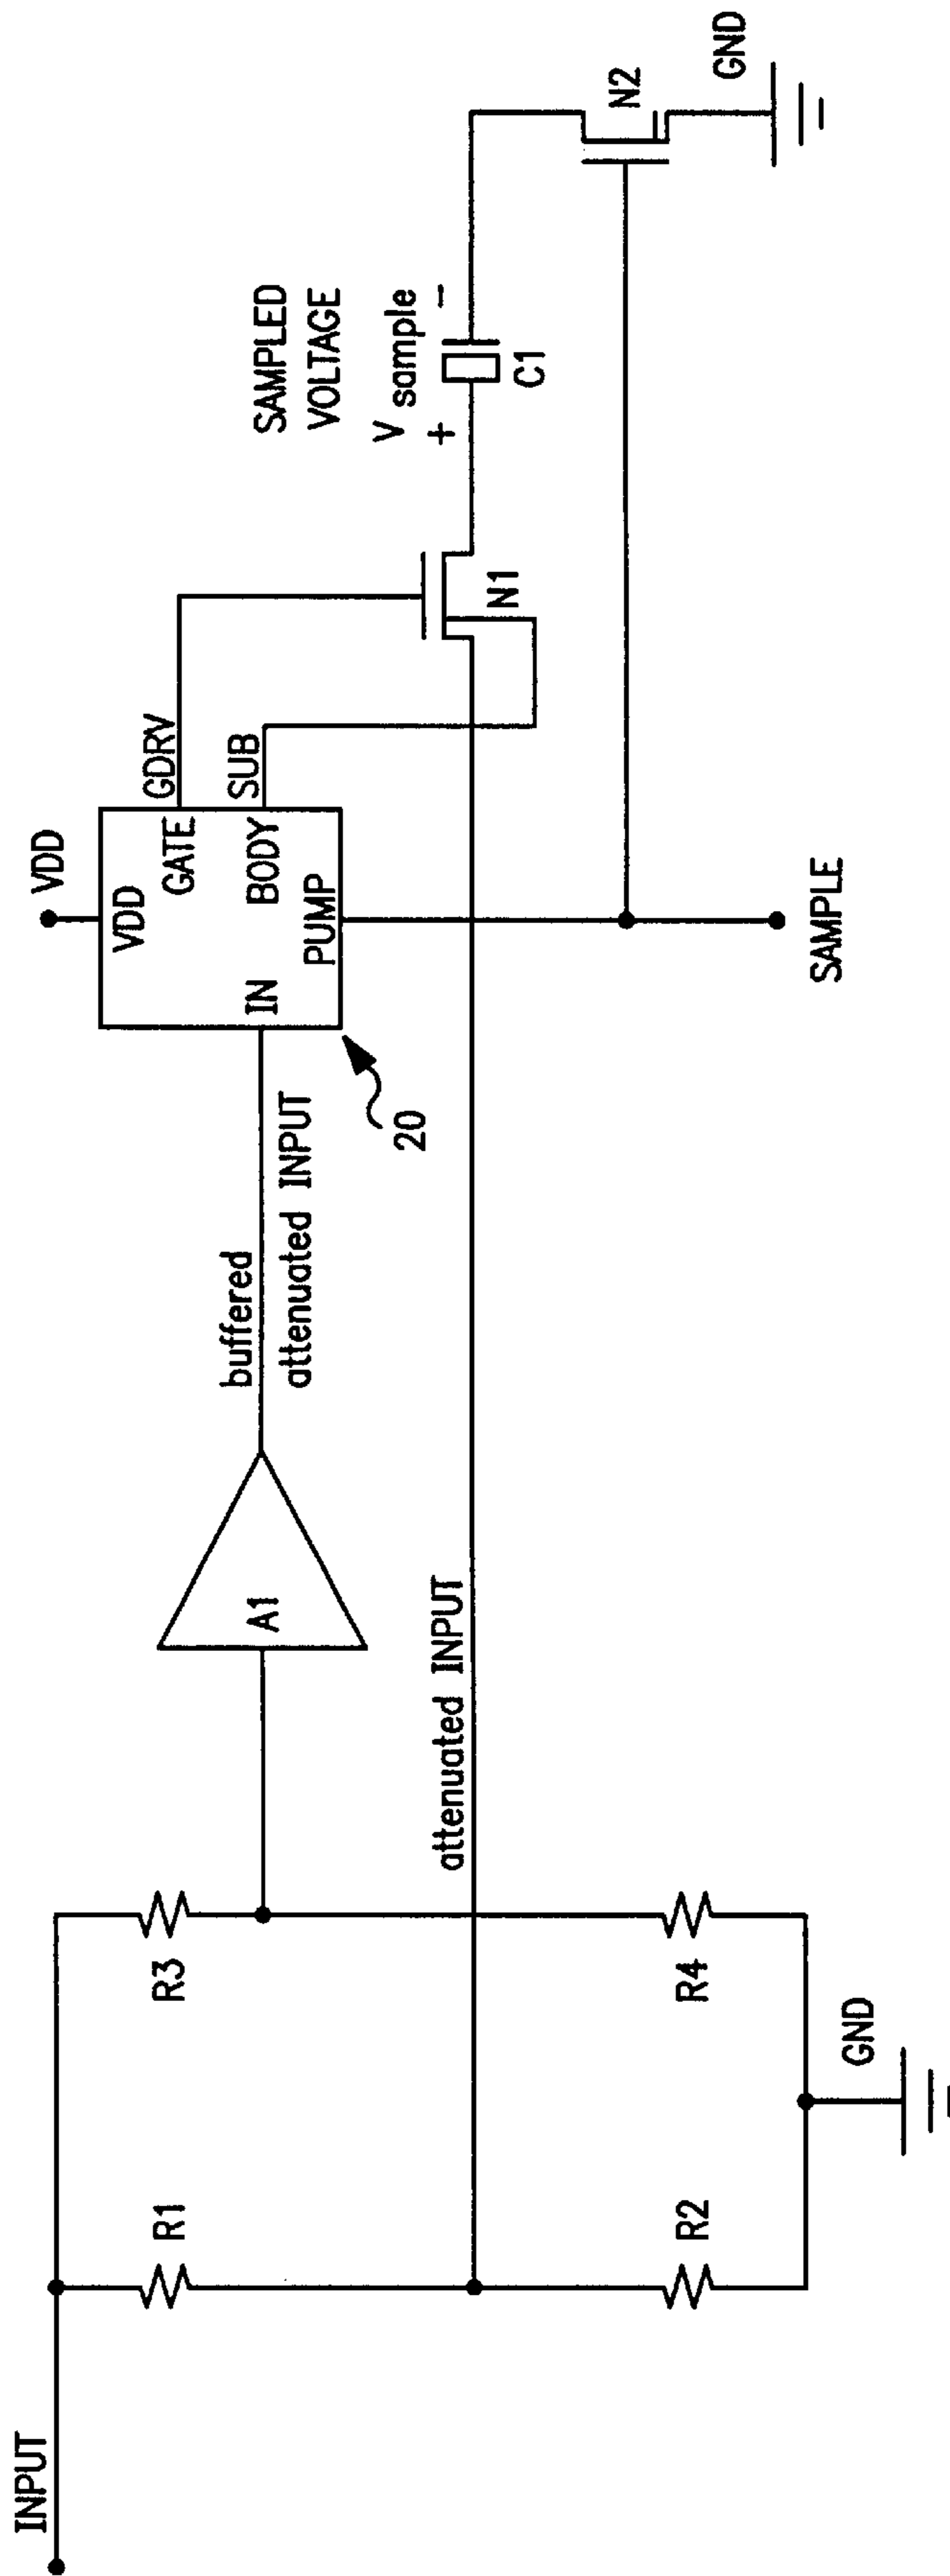 INPUT
R1
R2
R3
R4
GND
A1
attenuated INPUT
buffered
attenuated INPUT
20
VDD
VDD
IN
GATE
BODY
PUMP
GDRV
SUB
SAMPLE
N1
SAMPLED
VOLTAGE
V sample
+ −
C1
N2
GND